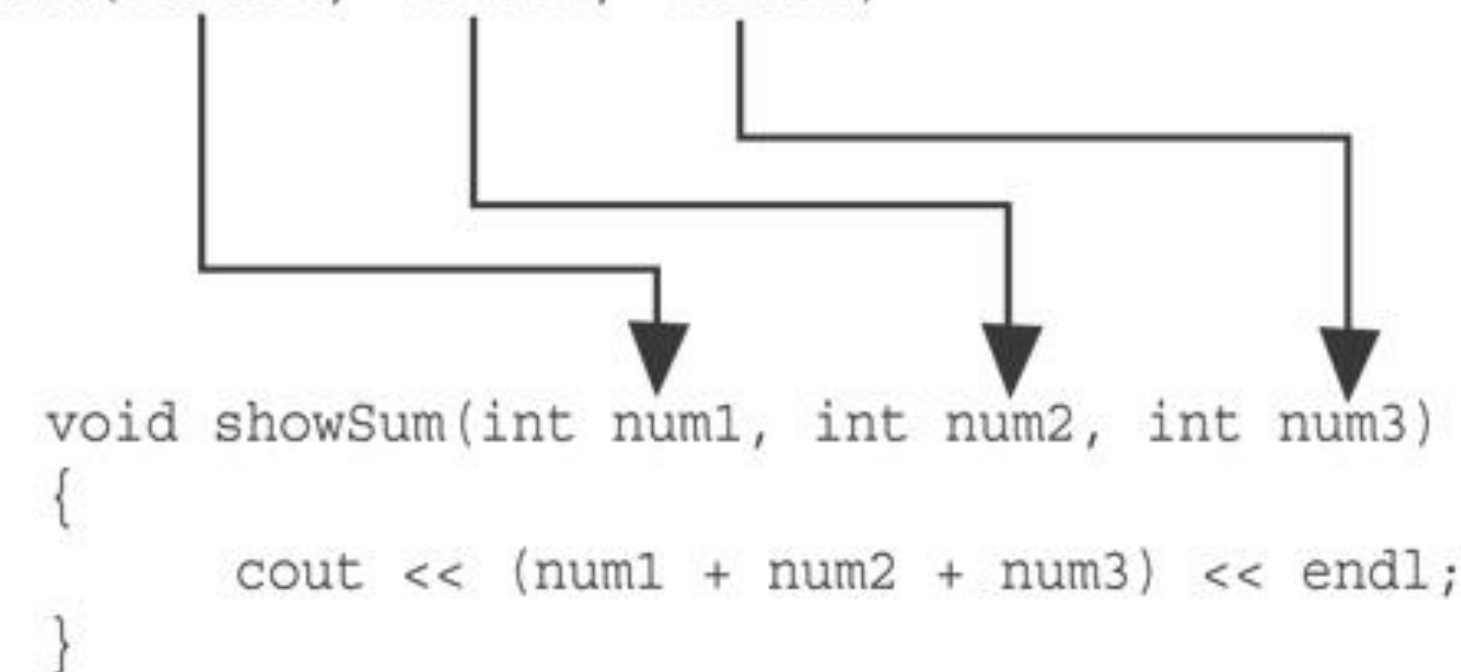 void showSum(int num1, int num2, int num3)
{
cout << (num1 + num2 + num3) << endl;
}